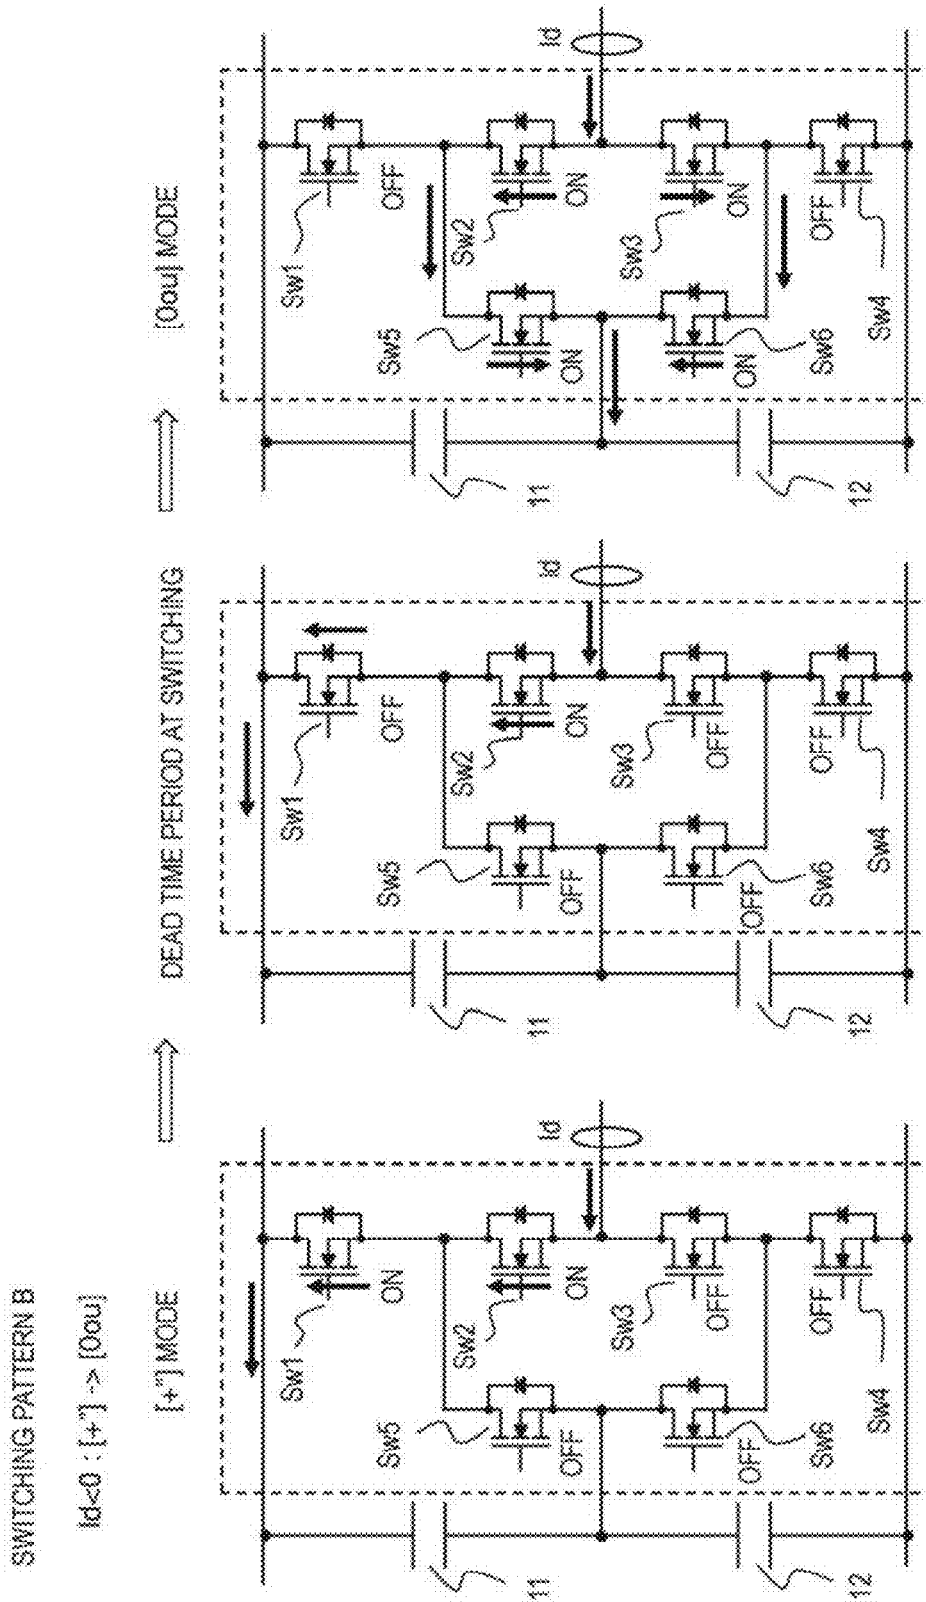 SWITCHING PATTERN B
Id<0 : [+"] -> [0au]
[+"] MODE
DEAD TIME PERIOD AT SWITCHING
[0au] MODE
Sw1
ON
Sw5
Sw2
11
OFF
ON
Id
Sw3
OFF
OFF
Sw6
OFF
12
Sw4
Sw1
OFF
Sw5
Sw2
11
OFF
ON
Id
Sw3
OFF
OFF
Sw6
OFF
12
Sw4
Sw1
OFF
Sw5
Sw2
11
ON
ON
Id
Sw3
ON
ON
Sw6
OFF
12
Sw4